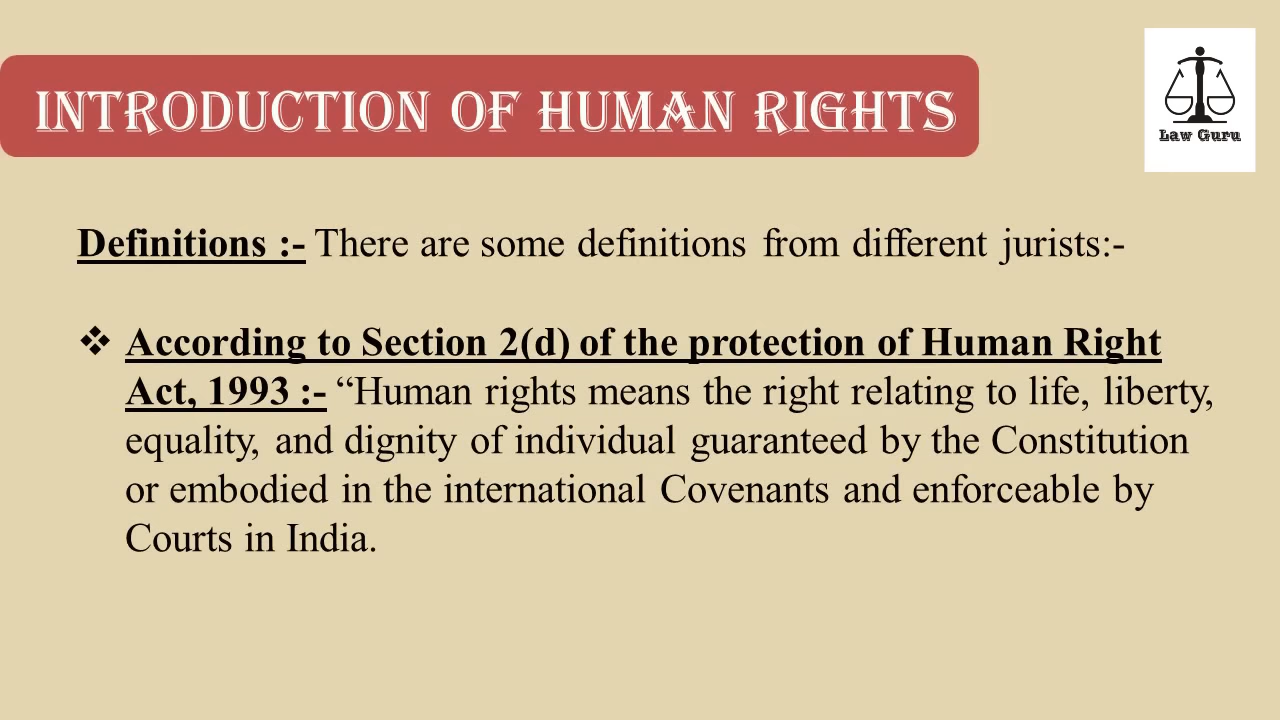 INTRODUCTION OF HUMAN RIGHTS
Law Guru
Definitions :- There are some definitions from different jurists:-
❖ According to Section 2(d) of the protection of Human Right
Act, 1993 :- “Human rights means the right relating to life, liberty,
equality, and dignity of individual guaranteed by the Constitution
or embodied in the international Covenants and enforceable by
Courts in India.